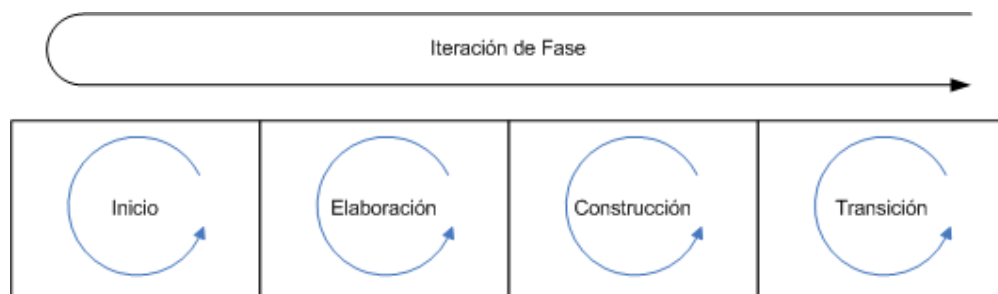 Iteración de Fase
Inicio
Elaboración
Construcción
Transición